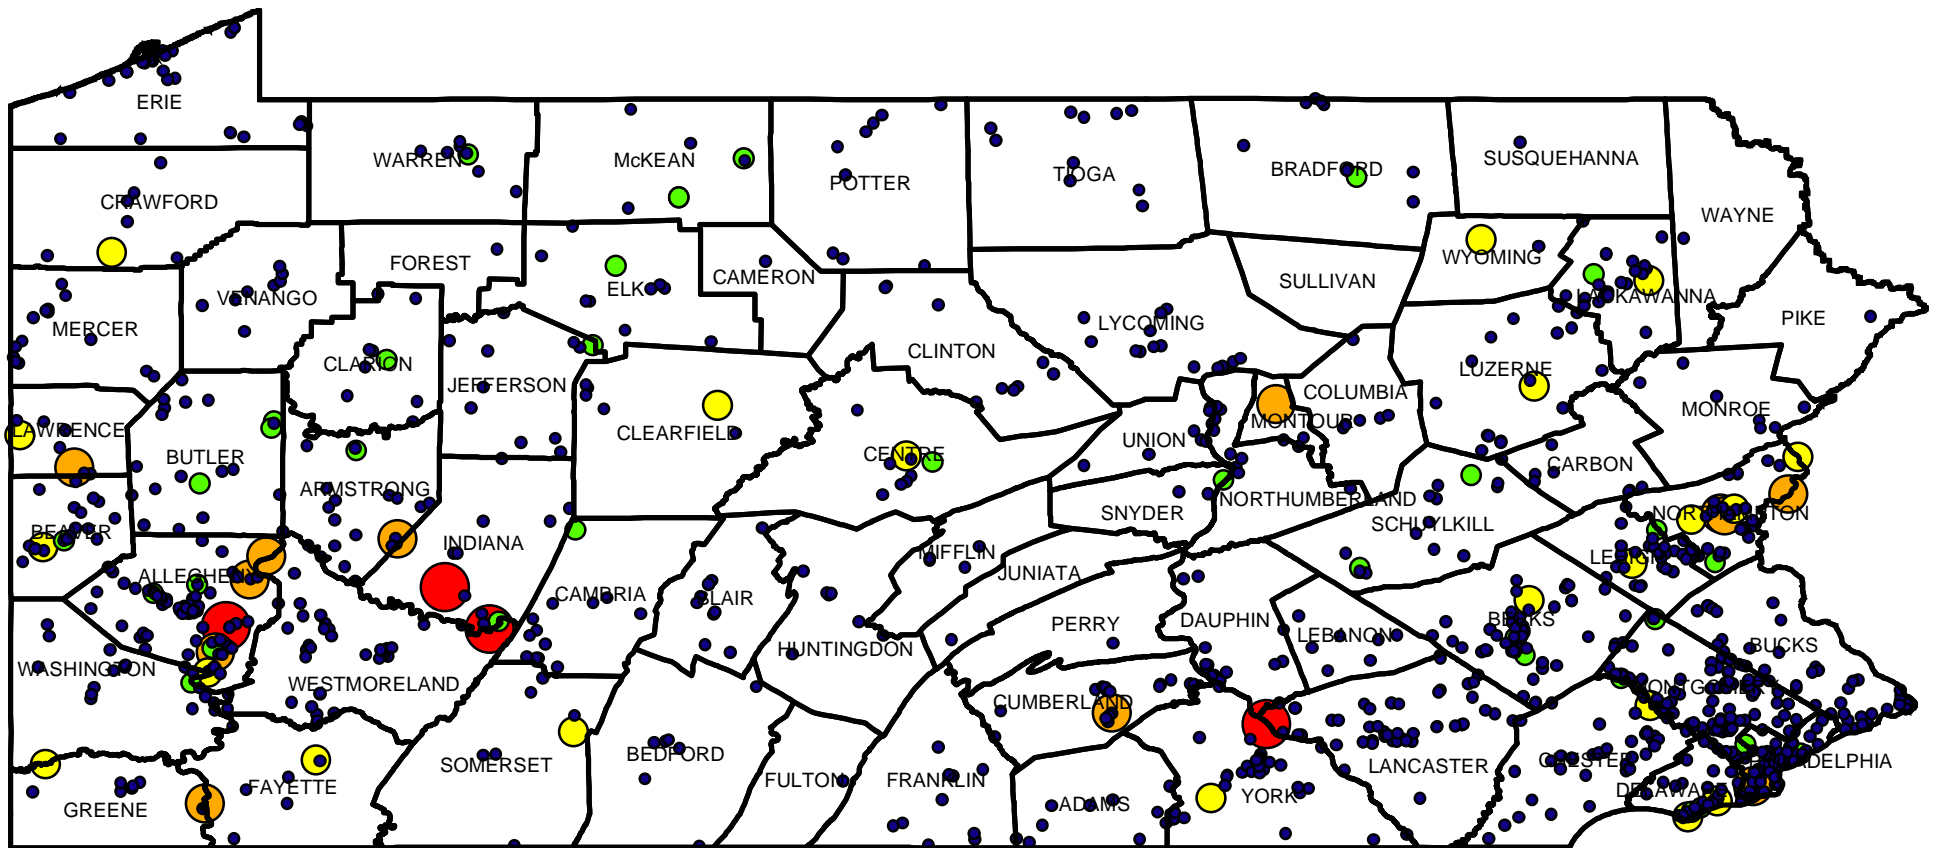 ERIE
WARREN
McKEAN
SUSQUEHANNA
TIOGA
BRADFORD
POTTER
CRAWFORD
WAYNE
FOREST
WYOMING
CAMERON
SULLIVAN
ELK
VENANGO
LACKAWANNA
PIKE
MERCER
LYCOMING
CLINTON
CLARION
LUZERNE
JEFFERSON
COLUMBIA
MONROE
MONTOUR
LAWRENCE
CLEARFIELD
UNION
CENTRE
BUTLER
CARBON
ARMSTRONG
NORTHUMBERLAND
SNYDER
NORTHAMPTON
SCHUYLKILL
BEAVER
INDIANA
MIFFLIN
LEHIGH
JUNIATA
ALLEGHENY
CAMBRIA
BLAIR
BERKS
DAUPHIN
PERRY
LEBANON
BUCKS
HUNTINGDON
WASHINGTON
WESTMORELAND
MONTGOMERY
CUMBERLAND
BEDFORD
CHESTER
PHILADELPHIA
SOMERSET
LANCASTER
FULTON
FRANKLIN
FAYETTE
DELAWARE
YORK
ADAMS
GREENE